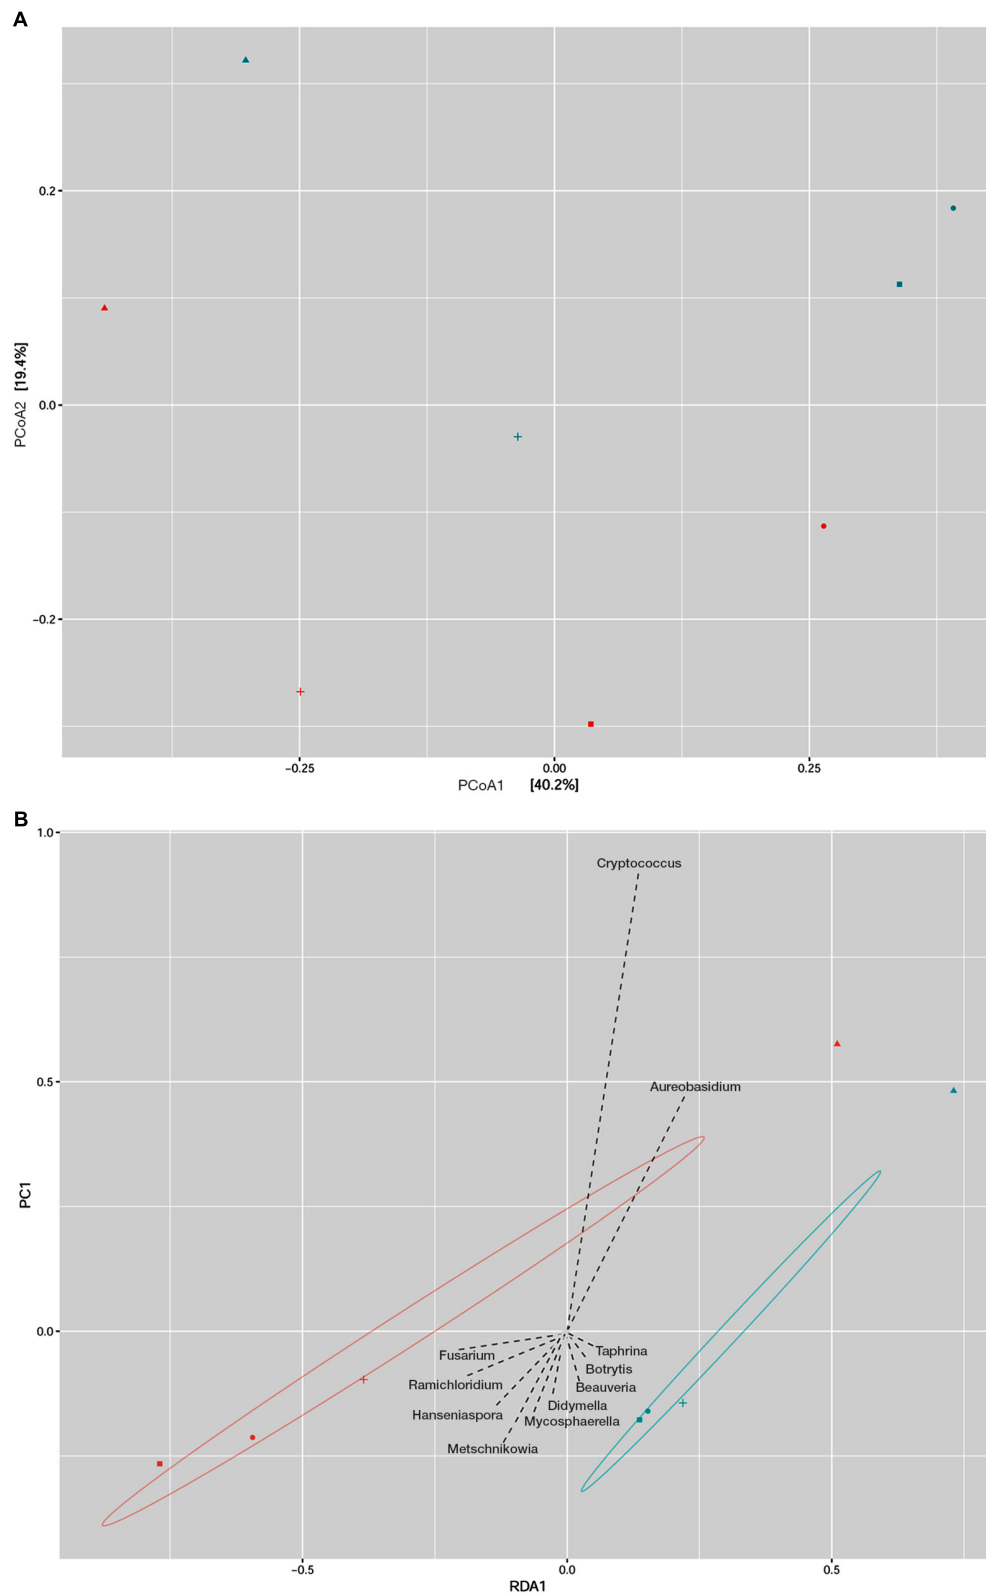 A
0.2
0.0
−0.2
PCoA2 [19.4%]
−0.25 0.00 0.25
PCoA1 [40.2%]
B
1.0
0.5
0.0
PC1
Cryptococcus
Aureobasidium
Fusarium
Taphrina
Botrytis
Ramichloridium
Beauveria
Didymella
Hanseniaspora
Mycosphaerella
Metschnikowia
−0.5 0.0 0.5
RDA1